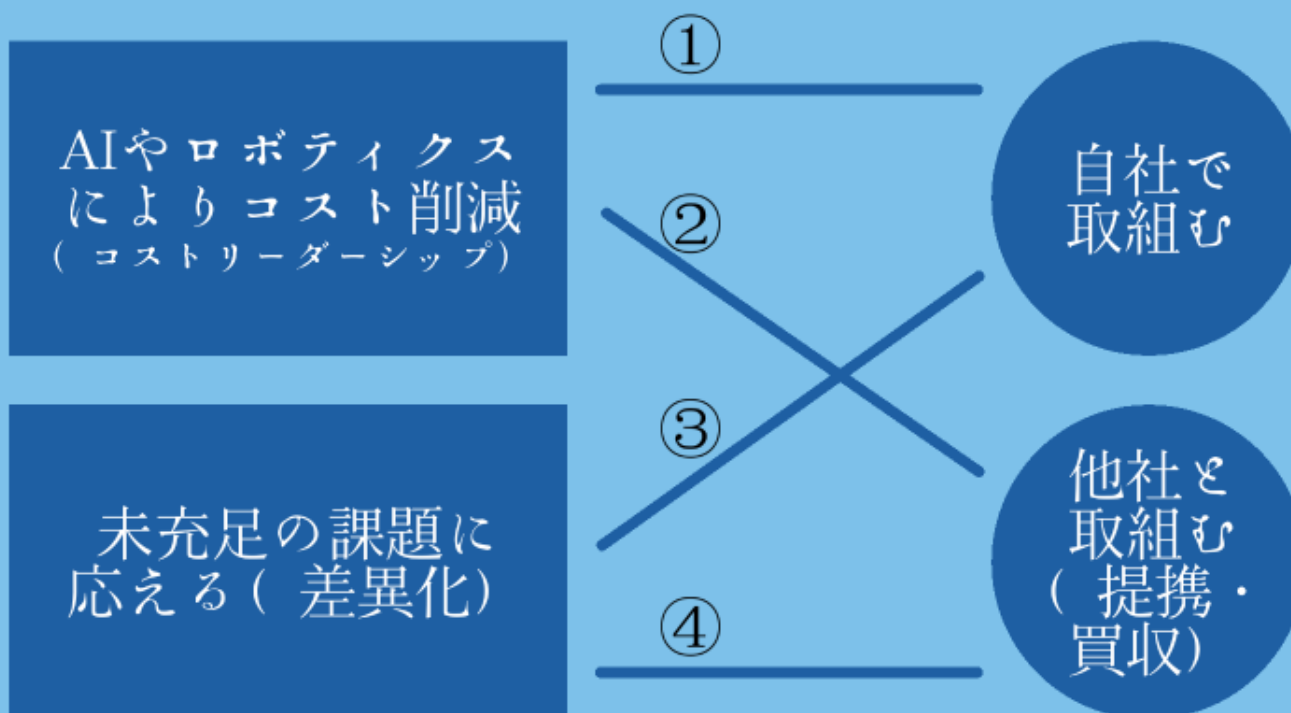 AIやロボティクス
によりコスト削減
( コストリーダーシップ)
①
②
③
④
自社で
取組む
未充足の課題に
応える( 差異化)
他社と
取組む
( 提携・
買収)